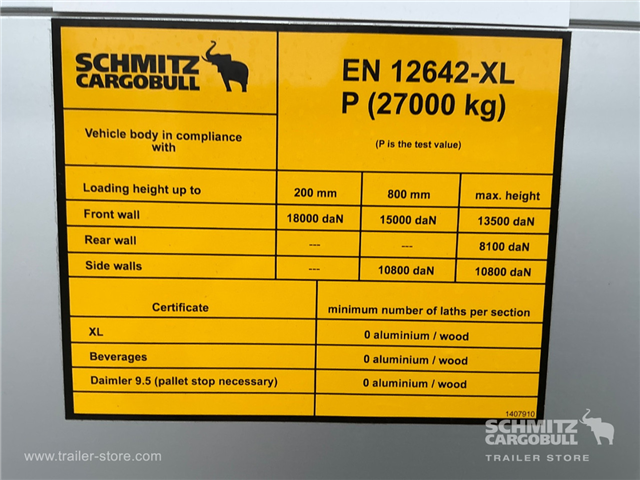 SCHMITZ
CARGOBULL
EN 12642-XL
P (27000 kg)
Vehicle body in compliance
with
(P is the test value)
Loading height up to 200 mm 800 mm max. height
Front wall 18000 daN 15000 daN 13500 daN
Rear wall --- --- 8100 daN
Side walls --- 10800 daN 10800 daN
Certificate minimum number of laths per section
XL 0 aluminium / wood
Beverages 0 aluminium / wood
Daimler 9.5 (pallet stop necessary) 0 aluminium / wood
1407910
SCHMITZ
CARGOBULL
TRAILER STORE
www.trailer-store.com